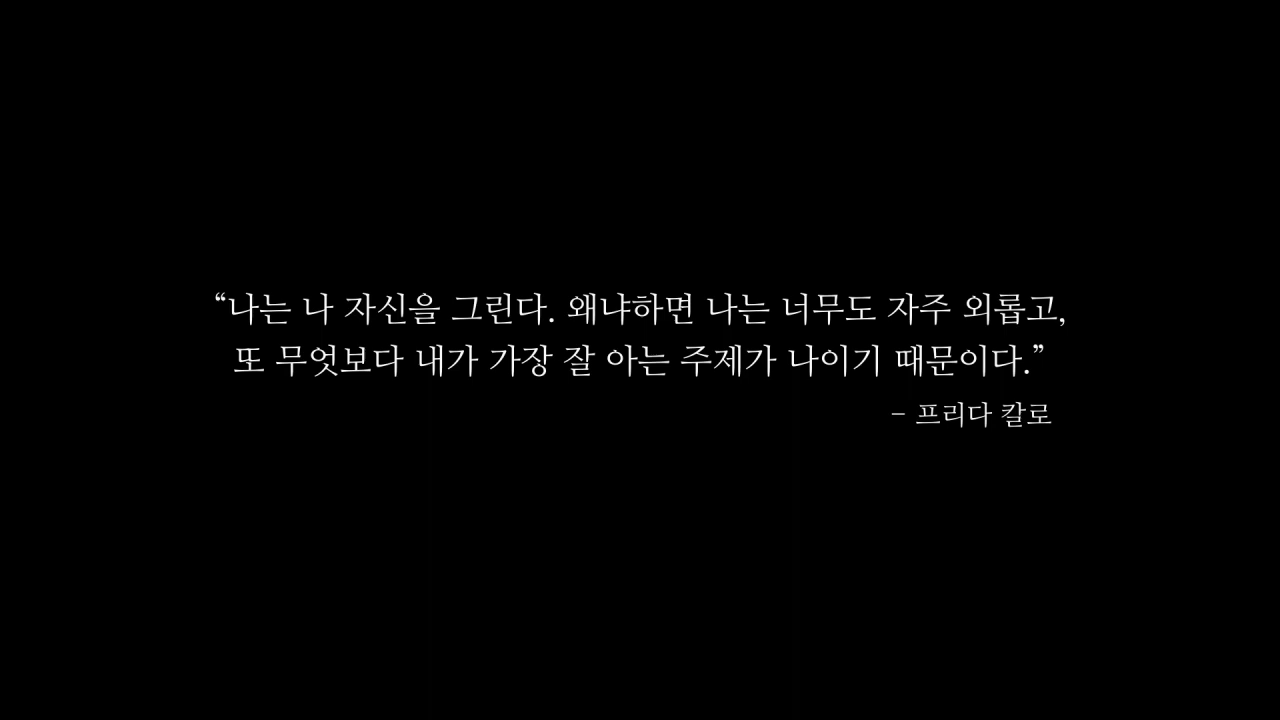 “나는 나 자신을 그린다. 왜냐하면 나는 너무도 자주 외롭고,
또 무엇보다 내가 가장 잘 아는 주제가 나이기 때문이다.”
– 프리다 칼로